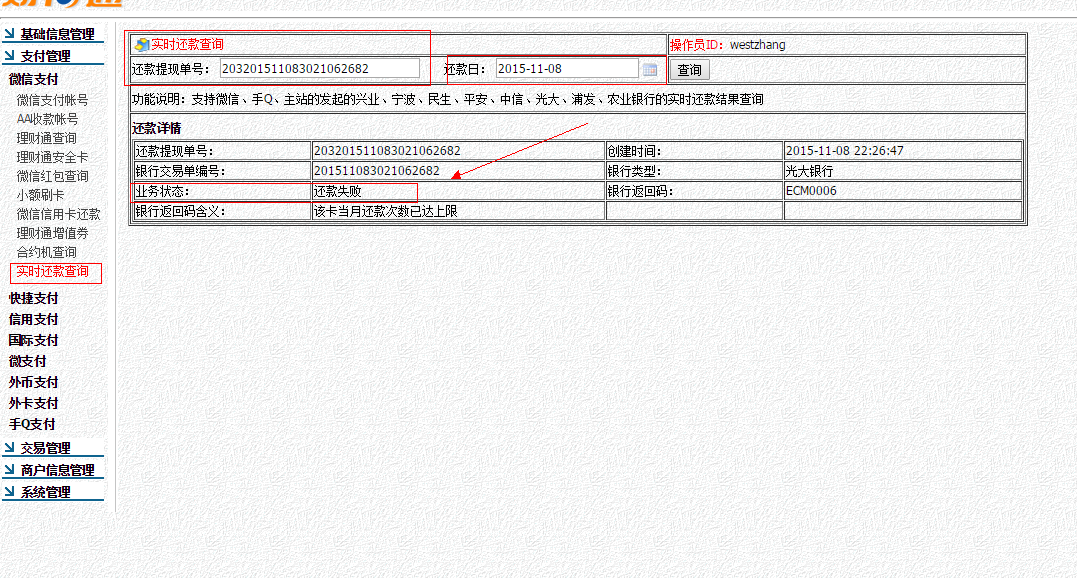 基础信息管理
支付管理
微信支付
微信支付帐号
AA收款帐号
理财通查询
理财通安全卡
微信红包查询
小额刷卡
微信信用卡还款
理财通增值券
合约机查询
实时还款查询
快捷支付
信用支付
国际支付
微支付
外币支付
外卡支付
手Q支付
交易管理
商户信息管理
系统管理
实时还款查询 操作员ID：westzhang
还款提现单号： 203201511083021062682 还款日： 2015-11-08 查询
功能说明：支持微信、手Q、主站的发起的兴业、宁波、民生、平安、中信、光大、浦发、农业银行的实时还款结果查询
还款详情
还款提现单号： 203201511083021062682 创建时间： 2015-11-08 22:26:47
银行交易单编号： 201511083021062682 银行类型： 光大银行
业务状态： 还款失败 银行返回码： ECM0006
银行返回码含义： 该卡当月还款次数已达上限